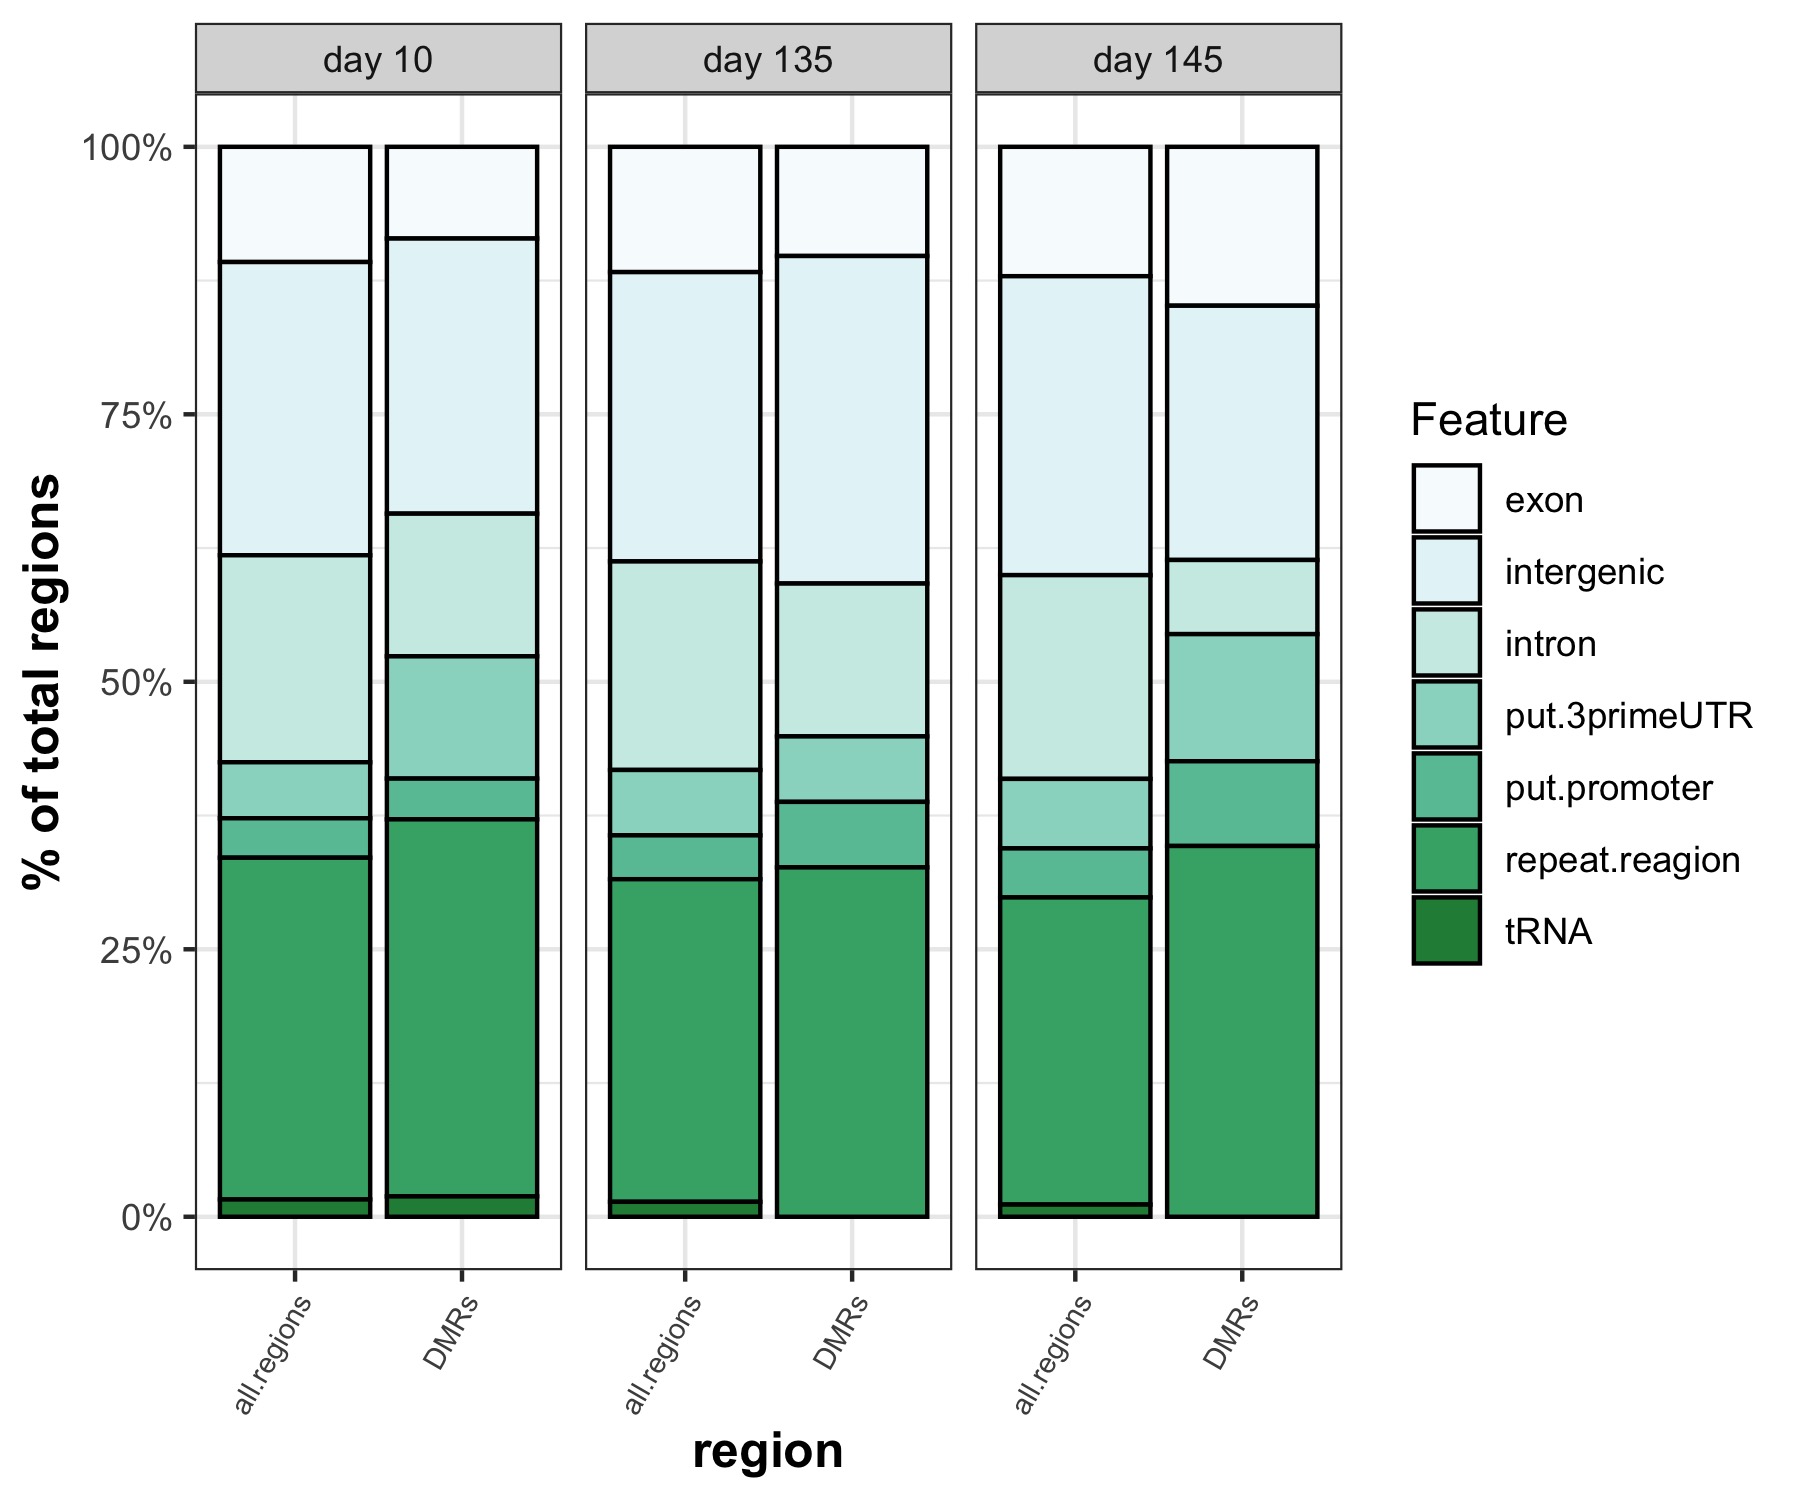 day 10
day 135
day 145
100%
75%
50%
25%
0%
% of total regions
all.regions
DMRs
all.regions
DMRs
all.regions
DMRs
region
Feature
exon
intergenic
intron
put.3primeUTR
put.promoter
repeat.reagion
tRNA